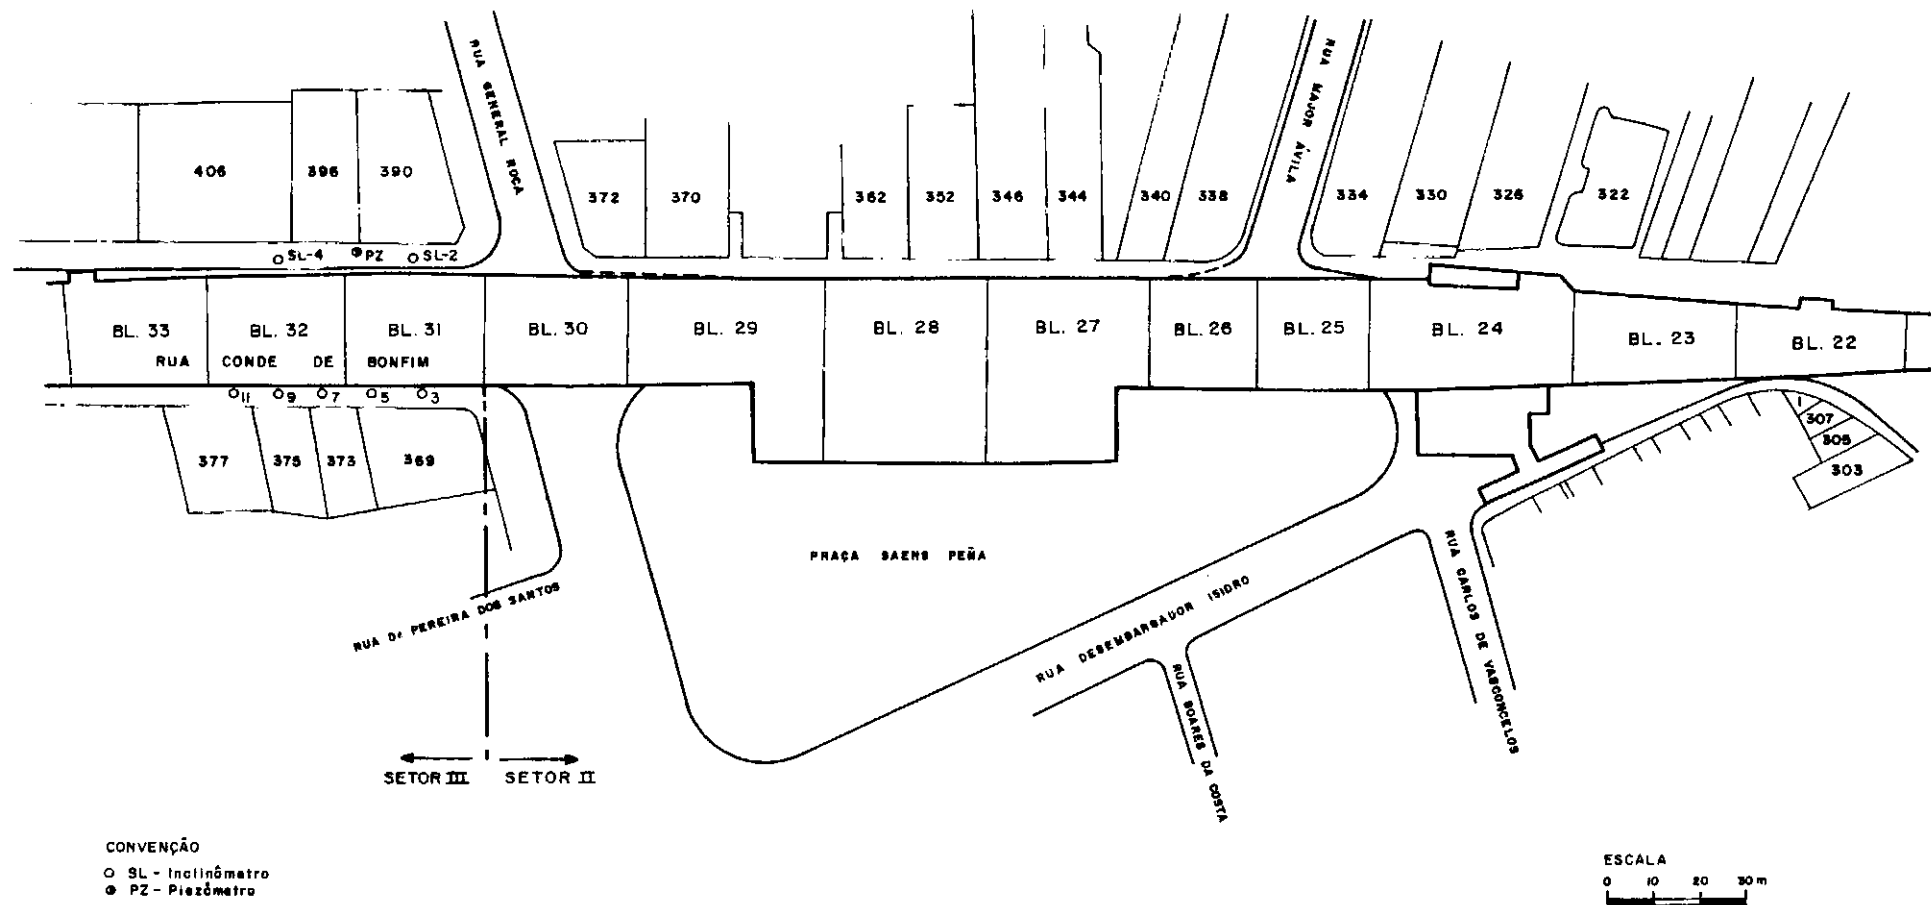 RUA GENERAL ROCA
RUA MAJOR ÁVILA
406
396
390
372
370
362
352
346
344
340
338
334
330
326
322
SL-4
PZ
SL-2
BL. 33
BL. 32
BL. 31
BL. 30
BL. 29
BL. 28
BL. 27
BL. 26
BL. 25
BL. 24
BL. 23
BL. 22
RUA CONDE DE BONFIM
11
9
7
5
3
377
375
373
369
307
305
303
PRAÇA SAENS PEÑA
RUA Dr PEREIRA DOS SANTOS
RUA DESEMBARGADOR ISIDRO
RUA SOARES DA COSTA
RUA CARLOS DE VASCONCELOS
SETOR III
SETOR II
CONVENÇÃO
SL - Inclinômetro
PZ - Piezômetro
ESCALA
0 10 20 30 m